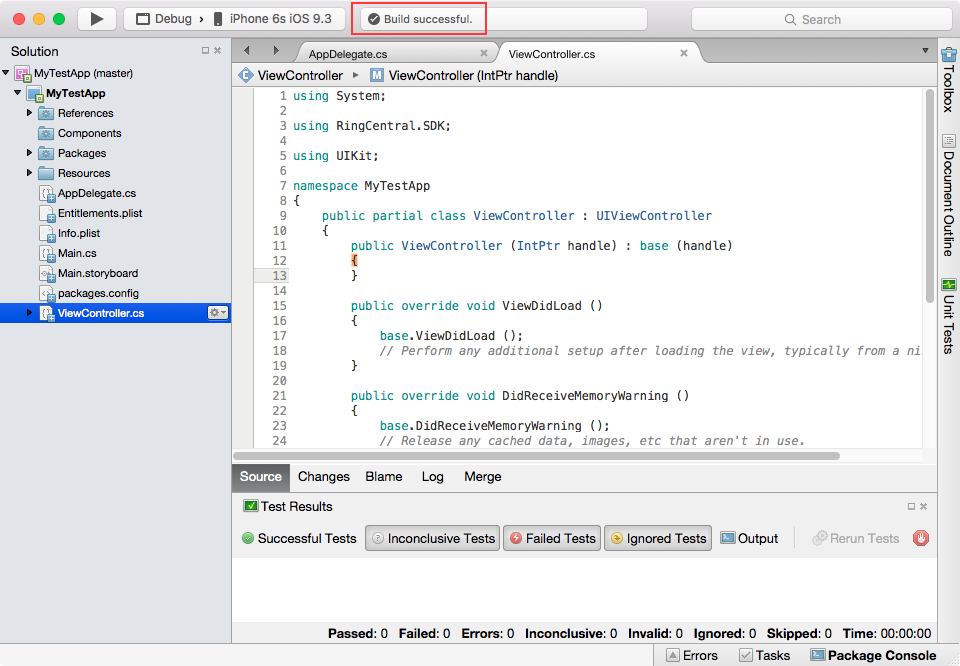 Debug › iPhone 6s iOS 9.3 Build successful. Search
Solution
MyTestApp (master)
MyTestApp
References
Components
Packages
Resources
AppDelegate.cs
Entitlements.plist
Info.plist
Main.cs
Main.storyboard
packages.config
ViewController.cs
AppDelegate.cs ViewController.cs
C ViewController M ViewController (IntPtr handle)
1 using System;
2
3 using RingCentral.SDK;
4
5 using UIKit;
6
7 namespace MyTestApp
8 {
9 public partial class ViewController : UIViewController
10 {
11 public ViewController (IntPtr handle) : base (handle)
12 {
13 }
14
15 public override void ViewDidLoad ()
16 {
17 base.ViewDidLoad ();
18 // Perform any additional setup after loading the view, typically from a ni
19 }
20
21 public override void DidReceiveMemoryWarning ()
22 {
23 base.DidReceiveMemoryWarning ();
24 // Release any cached data, images, etc that aren't in use.
Toolbox
Document Outline
Unit Tests
Source Changes Blame Log Merge
Test Results
Successful Tests Inconclusive Tests Failed Tests Ignored Tests Output Rerun Tests
Passed: 0 Failed: 0 Errors: 0 Inconclusive: 0 Invalid: 0 Ignored: 0 Skipped: 0 Time: 00:00:00
Errors Tasks Package Console